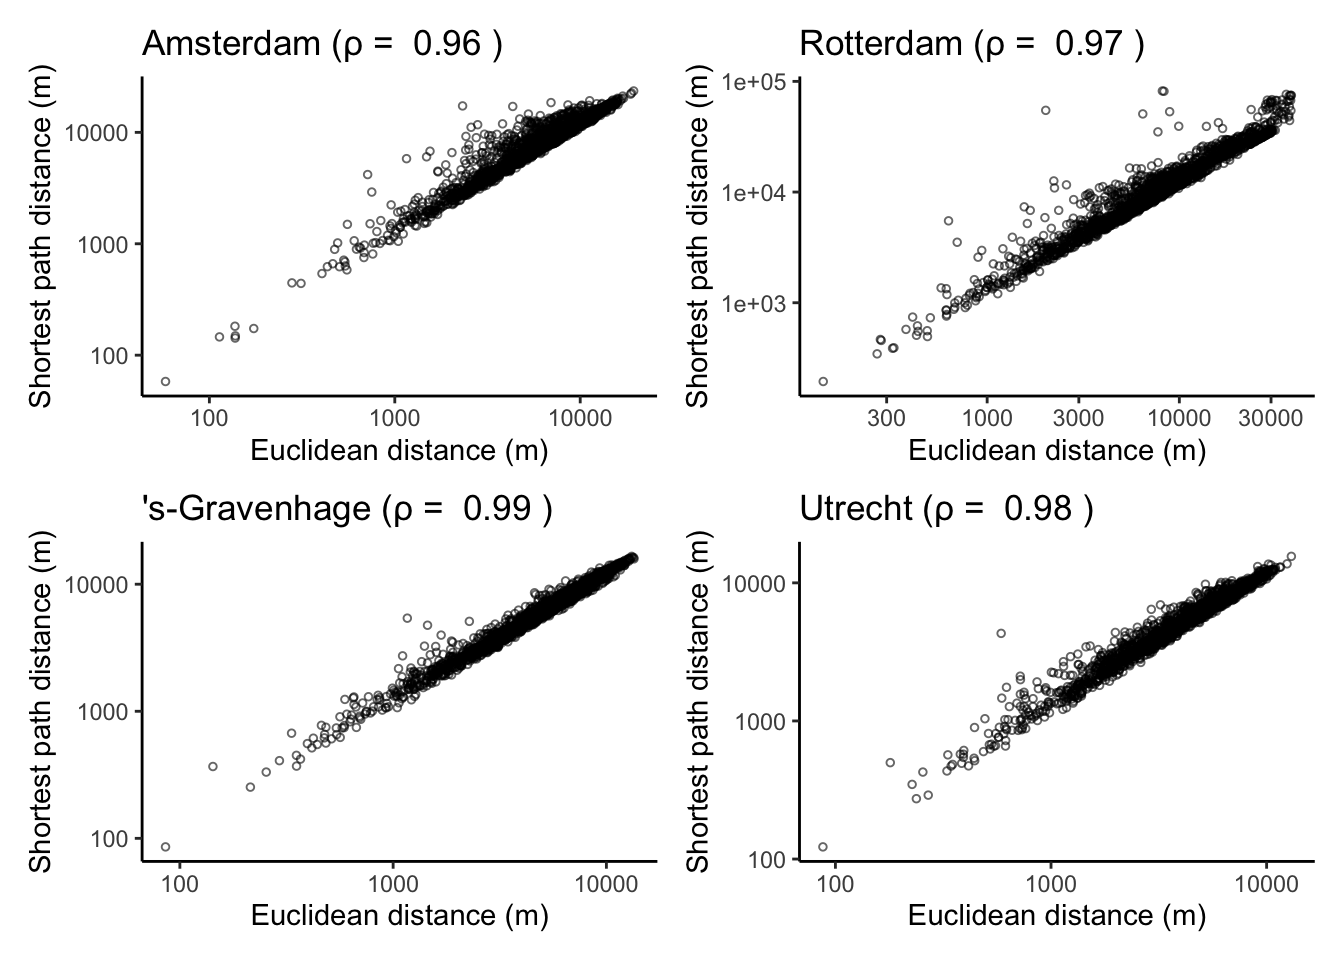 Amsterdam (ρ =  0.96 )
Shortest path distance (m)
10000
1000
100
100 1000 10000
Euclidean distance (m)
Rotterdam (ρ =  0.97 )
Shortest path distance (m)
1e+05
1e+04
1e+03
300 1000 3000 10000 30000
Euclidean distance (m)
's-Gravenhage (ρ =  0.99 )
Shortest path distance (m)
10000
1000
100
100 1000 10000
Euclidean distance (m)
Utrecht (ρ =  0.98 )
Shortest path distance (m)
10000
1000
100
100 1000 10000
Euclidean distance (m)